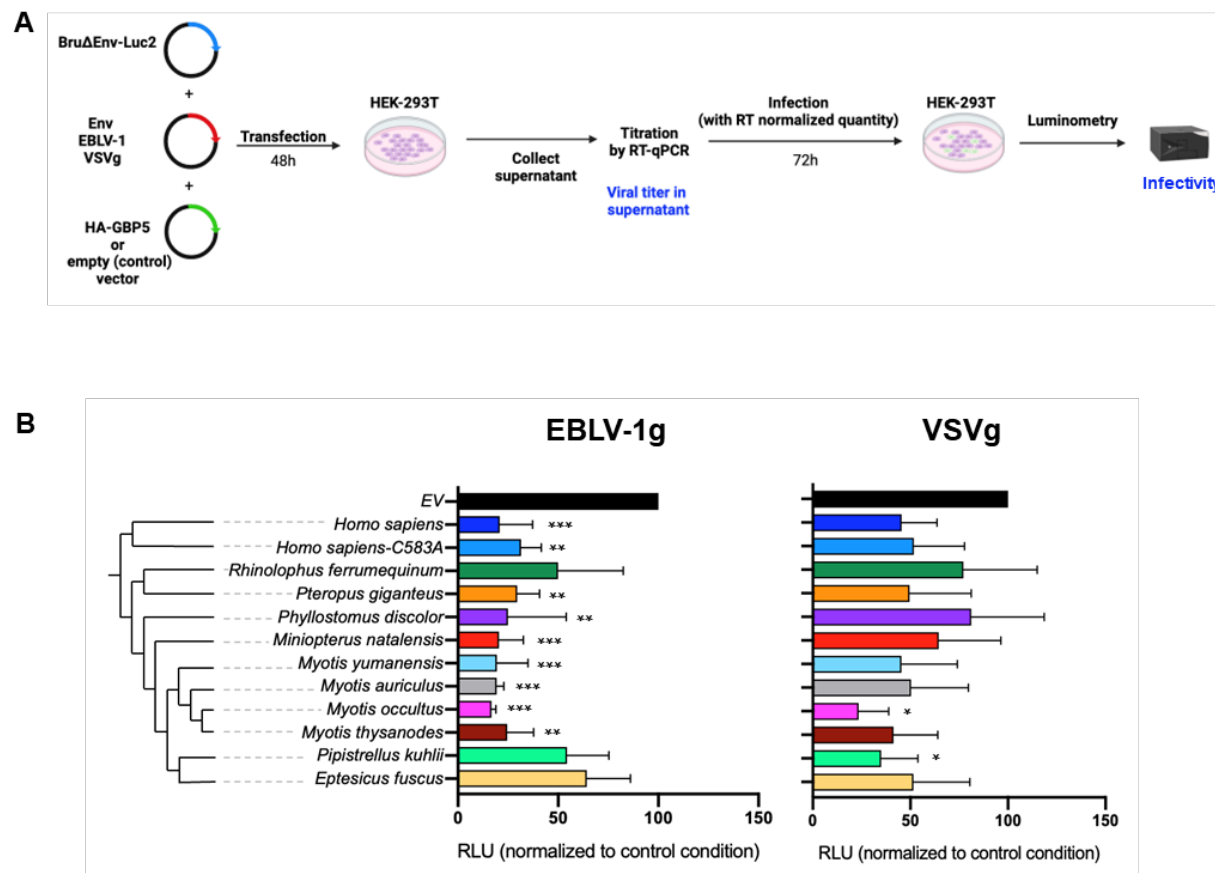 A
BruΔEnv-Luc2
+
Env
EBLV-1
VSVg
+
HA-GBP5
or
empty (control)
vector
Transfection
48h
HEK-293T
Collect
supernatant
Titration
by RT-qPCR
Viral titer in
supernatant
Infection
(with RT normalized quantity)
72h
HEK-293T
Luminometry
Infectivity
B
EBLV-1g
VSVg
EV
Homo sapiens
***
Homo sapiens-C583A
**
Rhinolophus ferrumequinum
Pteropus giganteus
**
Phyllostomus discolor
**
Miniopterus natalensis
***
Myotis yumanensis
***
Myotis auriculus
***
Myotis occultus
***
*
Myotis thysanodes
**
Pipistrellus kuhlii
*
Eptesicus fuscus
0 50 100 150
0 50 100 150
RLU (normalized to control condition)
RLU (normalized to control condition)